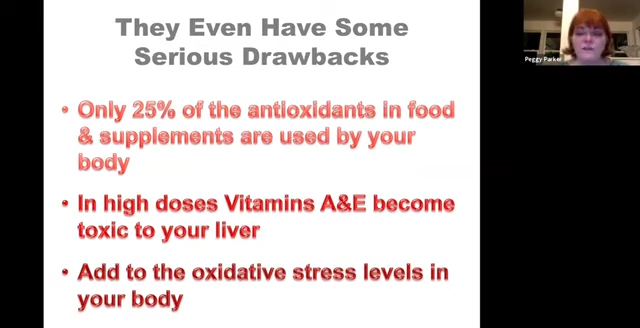 They Even Have Some
Serious Drawbacks
• Only 25% of the antioxidants in food
& supplements are used by your
body
• In high doses Vitamins A&E become
toxic to your liver
• Add to the oxidative stress levels in
your body
Peggy Parker